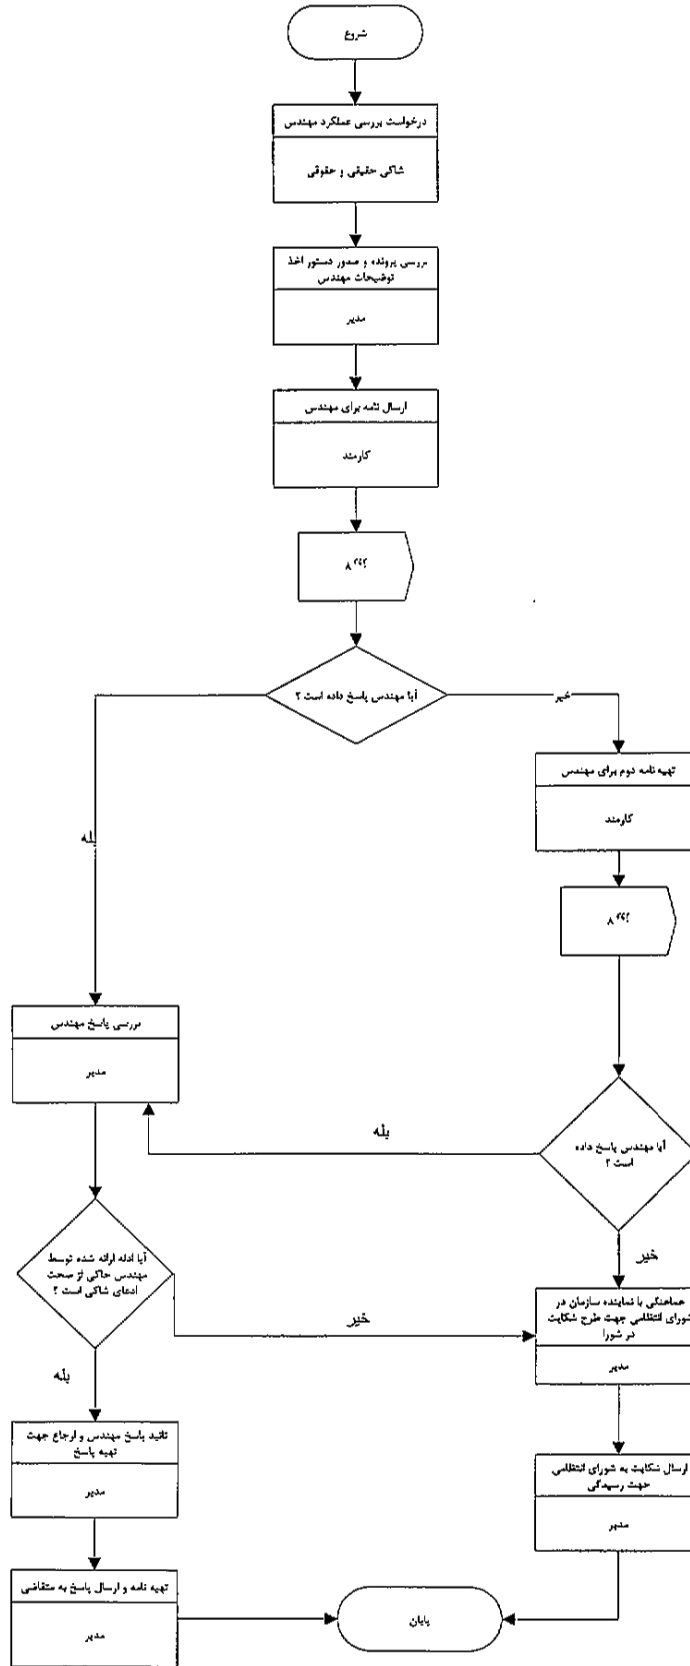 شروع
درخواست بررسی عملکرد مهندس
شاکی حقیقی و حقوقی
بررسی پرونده و صدور دستور اخذ
توضیحات مهندس
مدیر
ارسال نامه برای مهندس
کارمند
۸
آیا مهندس پاسخ داده است ؟
خیر
تهیه نامه دوم برای مهندس
کارمند
بله
۸
بررسی پاسخ مهندس
مدیر
آیا مهندس پاسخ داده
است ؟
بله
خیر
آیا ادله ارائه شده توسط
مهندس حاکی از صحت
ادعای شاکی است ؟
خیر
هماهنگی با نماینده سازمان در
شورای انتظامی جهت طرح شکایت
در شورا
مدیر
بله
تائید پاسخ مهندس و ارجاع جهت
تهیه پاسخ
مدیر
ارسال شکایت به شورای انتظامی
جهت رسیدگی
مدیر
تهیه نامه و ارسال پاسخ به متقاضی
مدیر
پایان